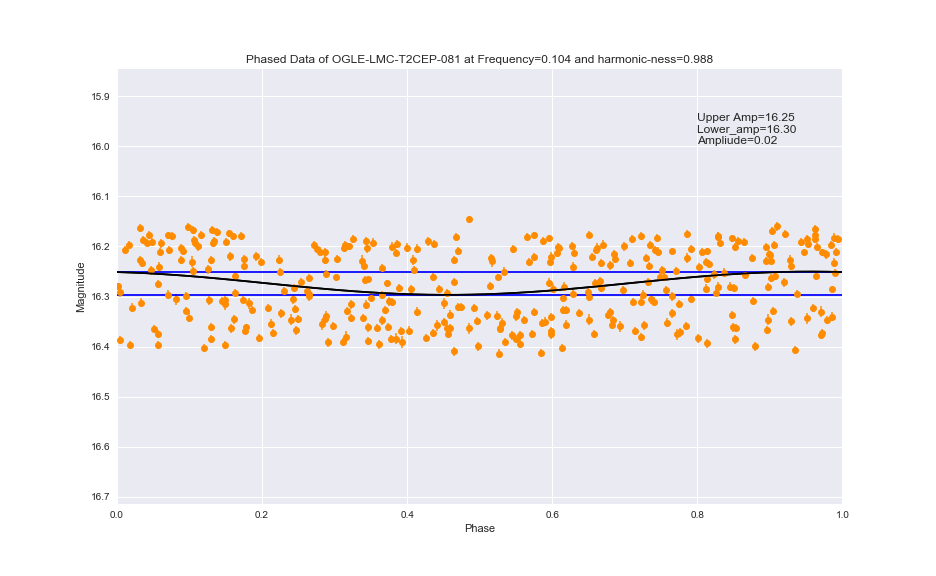 Phased Data of OGLE-LMC-T2CEP-081 at Frequency=0.104 and harmonic-ness=0.988
Upper Amp=16.25
Lower_amp=16.30
Ampliude=0.02
Magnitude
15.9
16.0
16.1
16.2
16.3
16.4
16.5
16.6
16.7
0.0 0.2 0.4 0.6 0.8 1.0
Phase